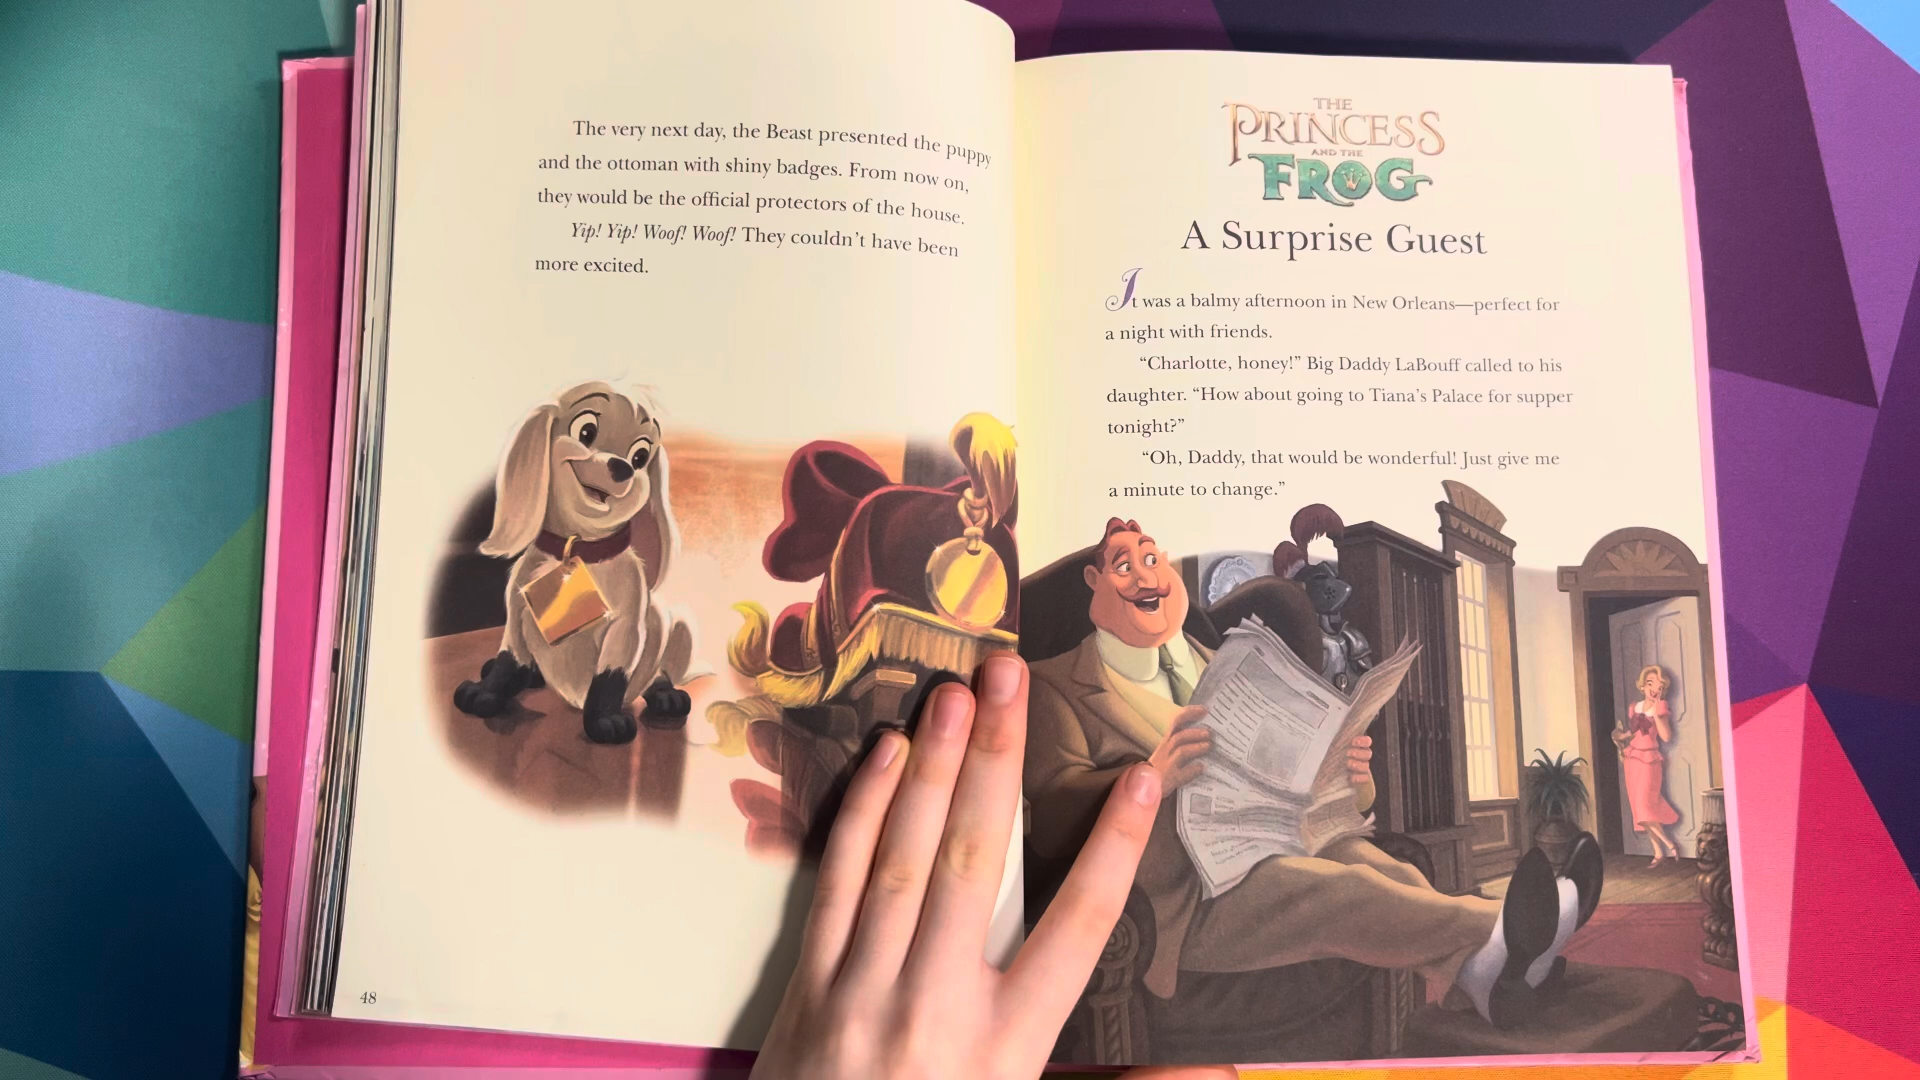 The very next day, the Beast presented the puppy
and the ottoman with shiny badges. From now on,
they would be the official protectors of the house.
Yip! Yip! Woof! Woof! They couldn't have been
more excited.
48
THE
PRINCESS
AND THE
FROG
A Surprise Guest
It was a balmy afternoon in New Orleans—perfect for
a night with friends.
“Charlotte, honey!” Big Daddy LaBouff called to his
daughter. “How about going to Tiana's Palace for supper
tonight?”
“Oh, Daddy, that would be wonderful! Just give me
a minute to change.”